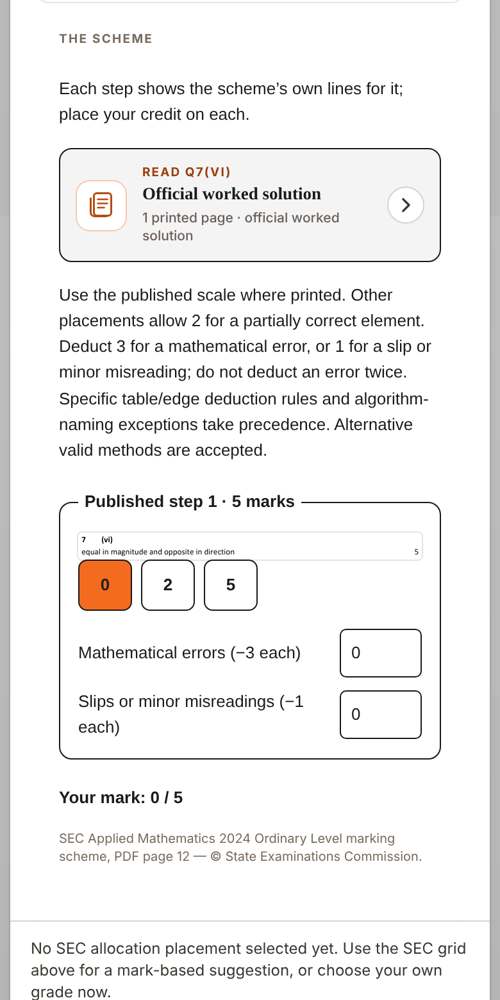 THE SCHEME
Each step shows the scheme’s own lines for it;
place your credit on each.
READ Q7(VI)
Official worked solution
1 printed page · official worked
solution
Use the published scale where printed. Other
placements allow 2 for a partially correct element.
Deduct 3 for a mathematical error, or 1 for a slip or
minor misreading; do not deduct an error twice.
Specific table/edge deduction rules and algorithm-
naming exceptions take precedence. Alternative
valid methods are accepted.
Published step 1 · 5 marks
7 (vi)
equal in magnitude and opposite in direction 5
0 2 5
Mathematical errors (−3 each) 0
Slips or minor misreadings (−1
each) 0
Your mark: 0 / 5
SEC Applied Mathematics 2024 Ordinary Level marking
scheme, PDF page 12 — © State Examinations Commission.
No SEC allocation placement selected yet. Use the SEC grid
above for a mark-based suggestion, or choose your own
grade now.